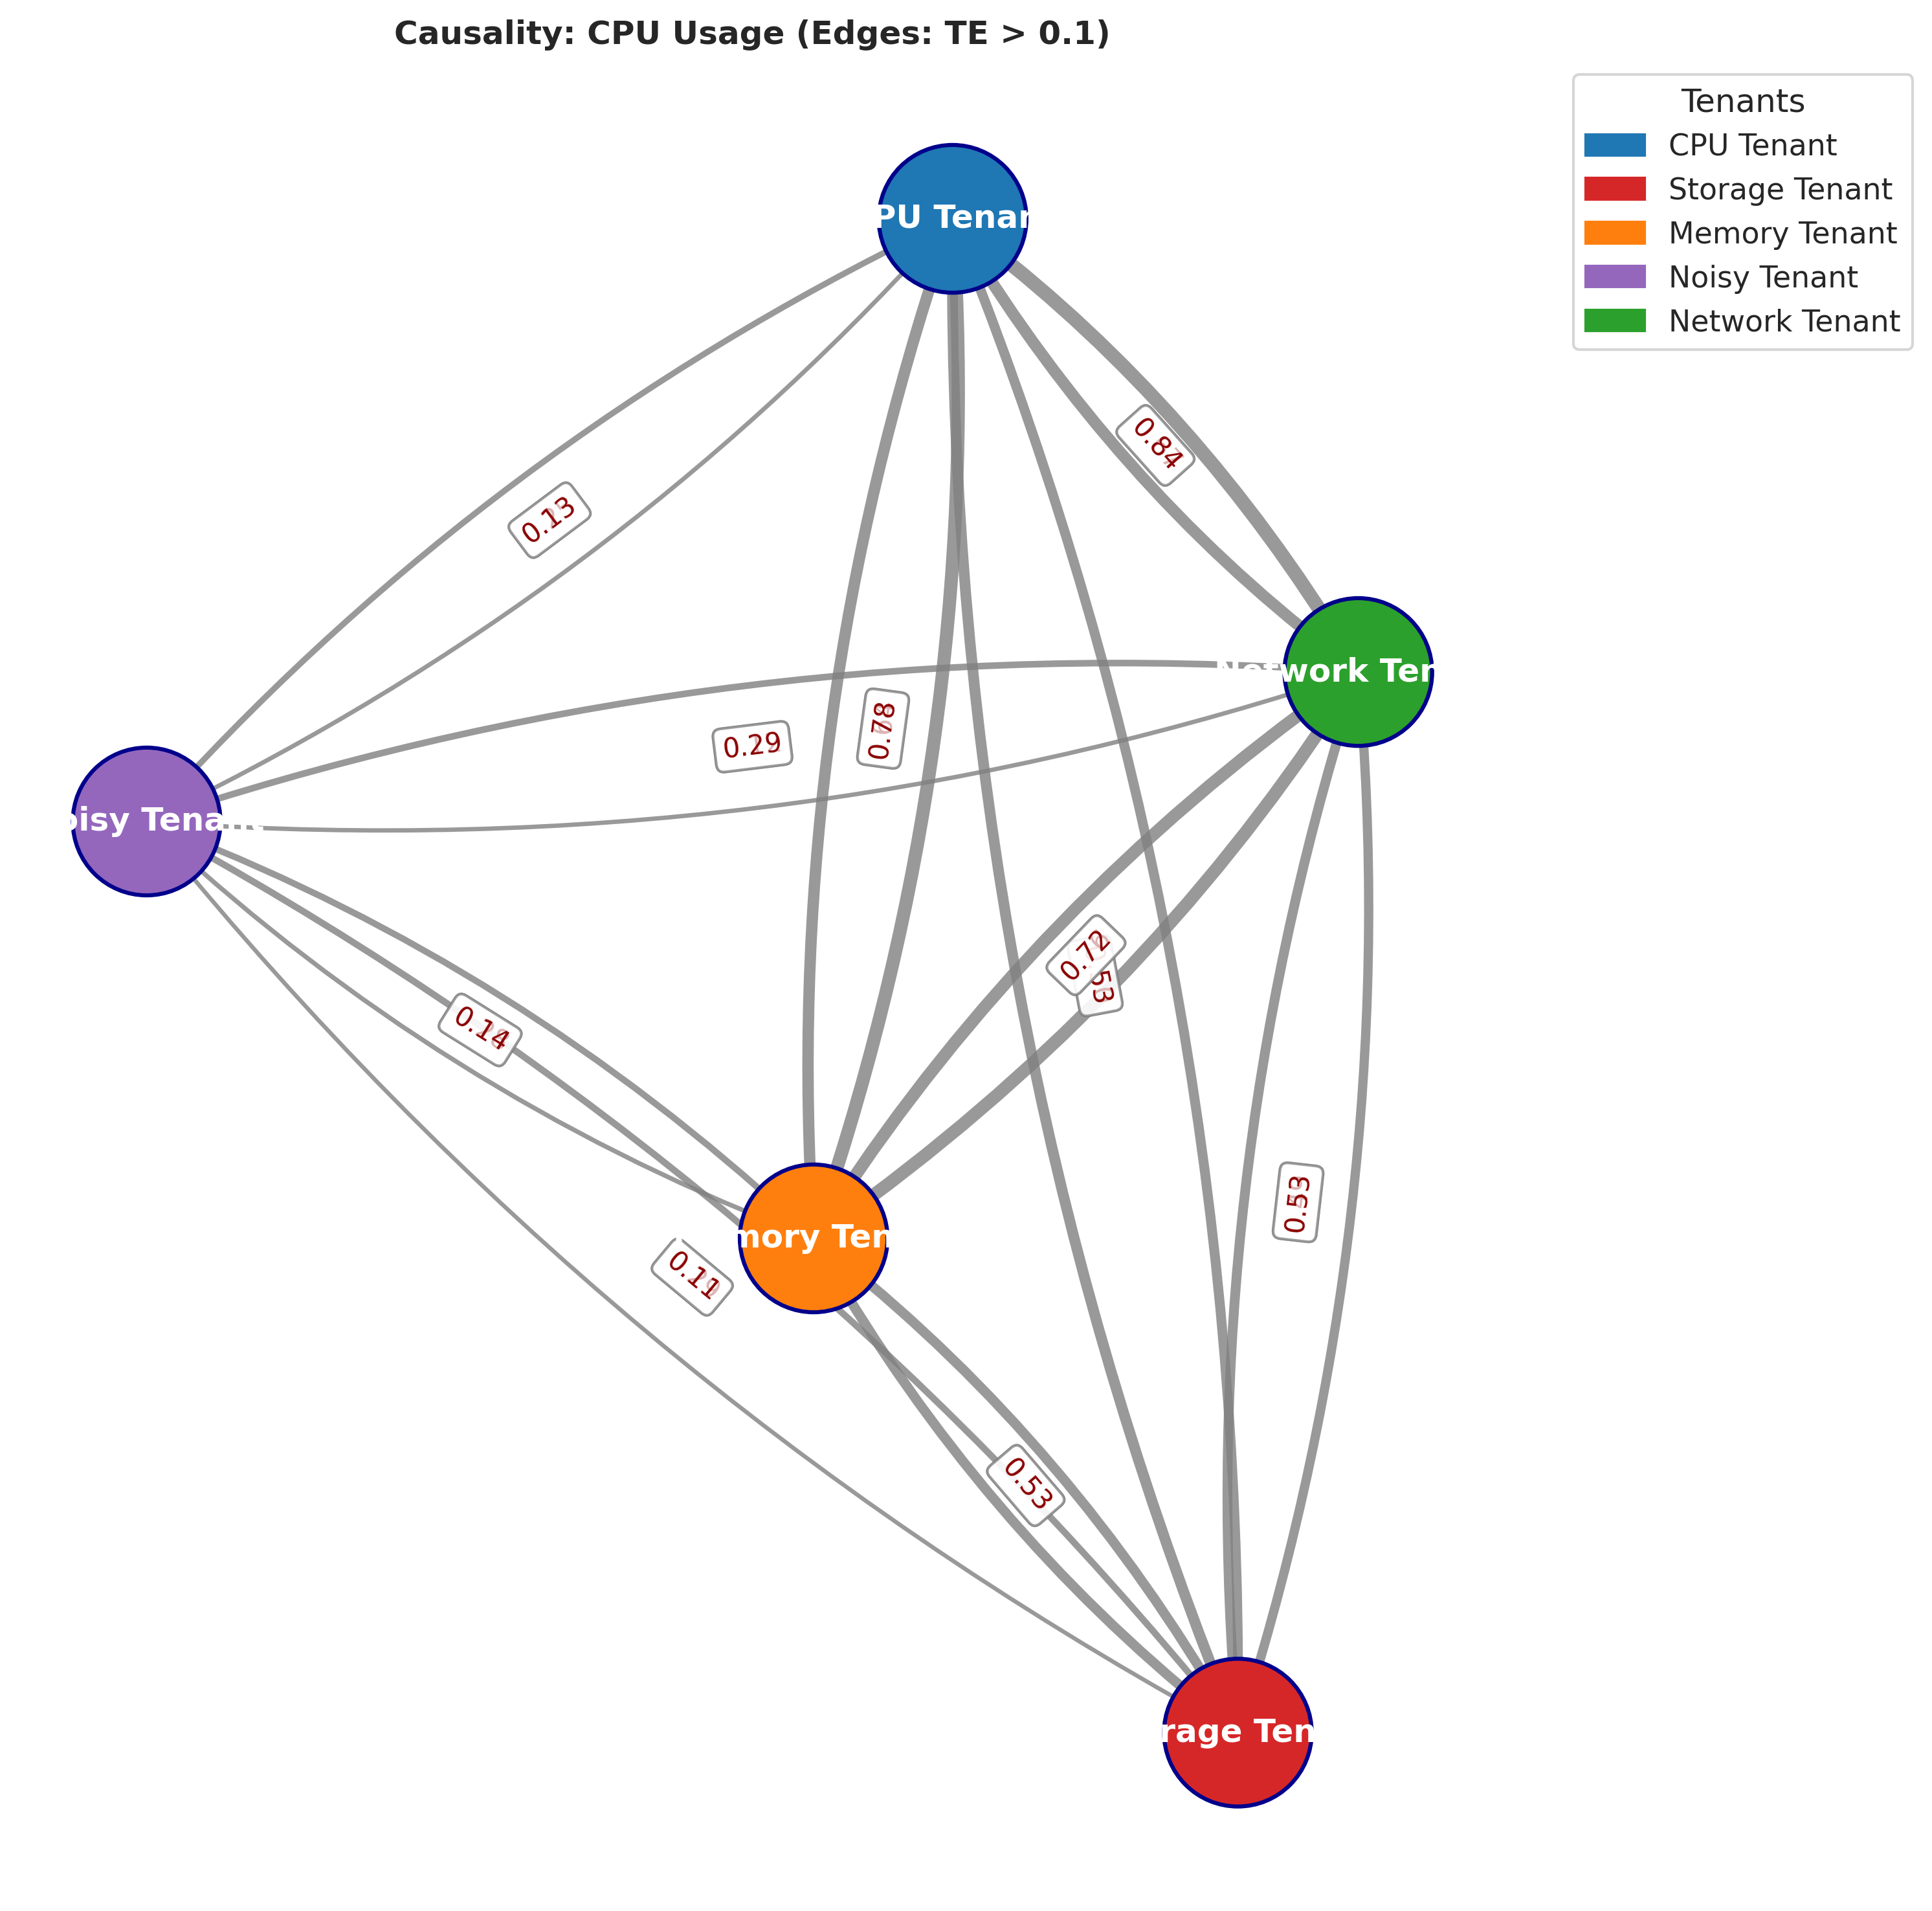 Causality: CPU Usage (Edges: TE > 0.1)
Tenants
CPU Tenant
Storage Tenant
Memory Tenant
Noisy Tenant
Network Tenant
PU Tenan
0.84
0.13
Network Ten
0.78
0.29
oisy Tenant
0.72
53
0.14
0.53
mory Ten
0.11
0.53
rage Ten